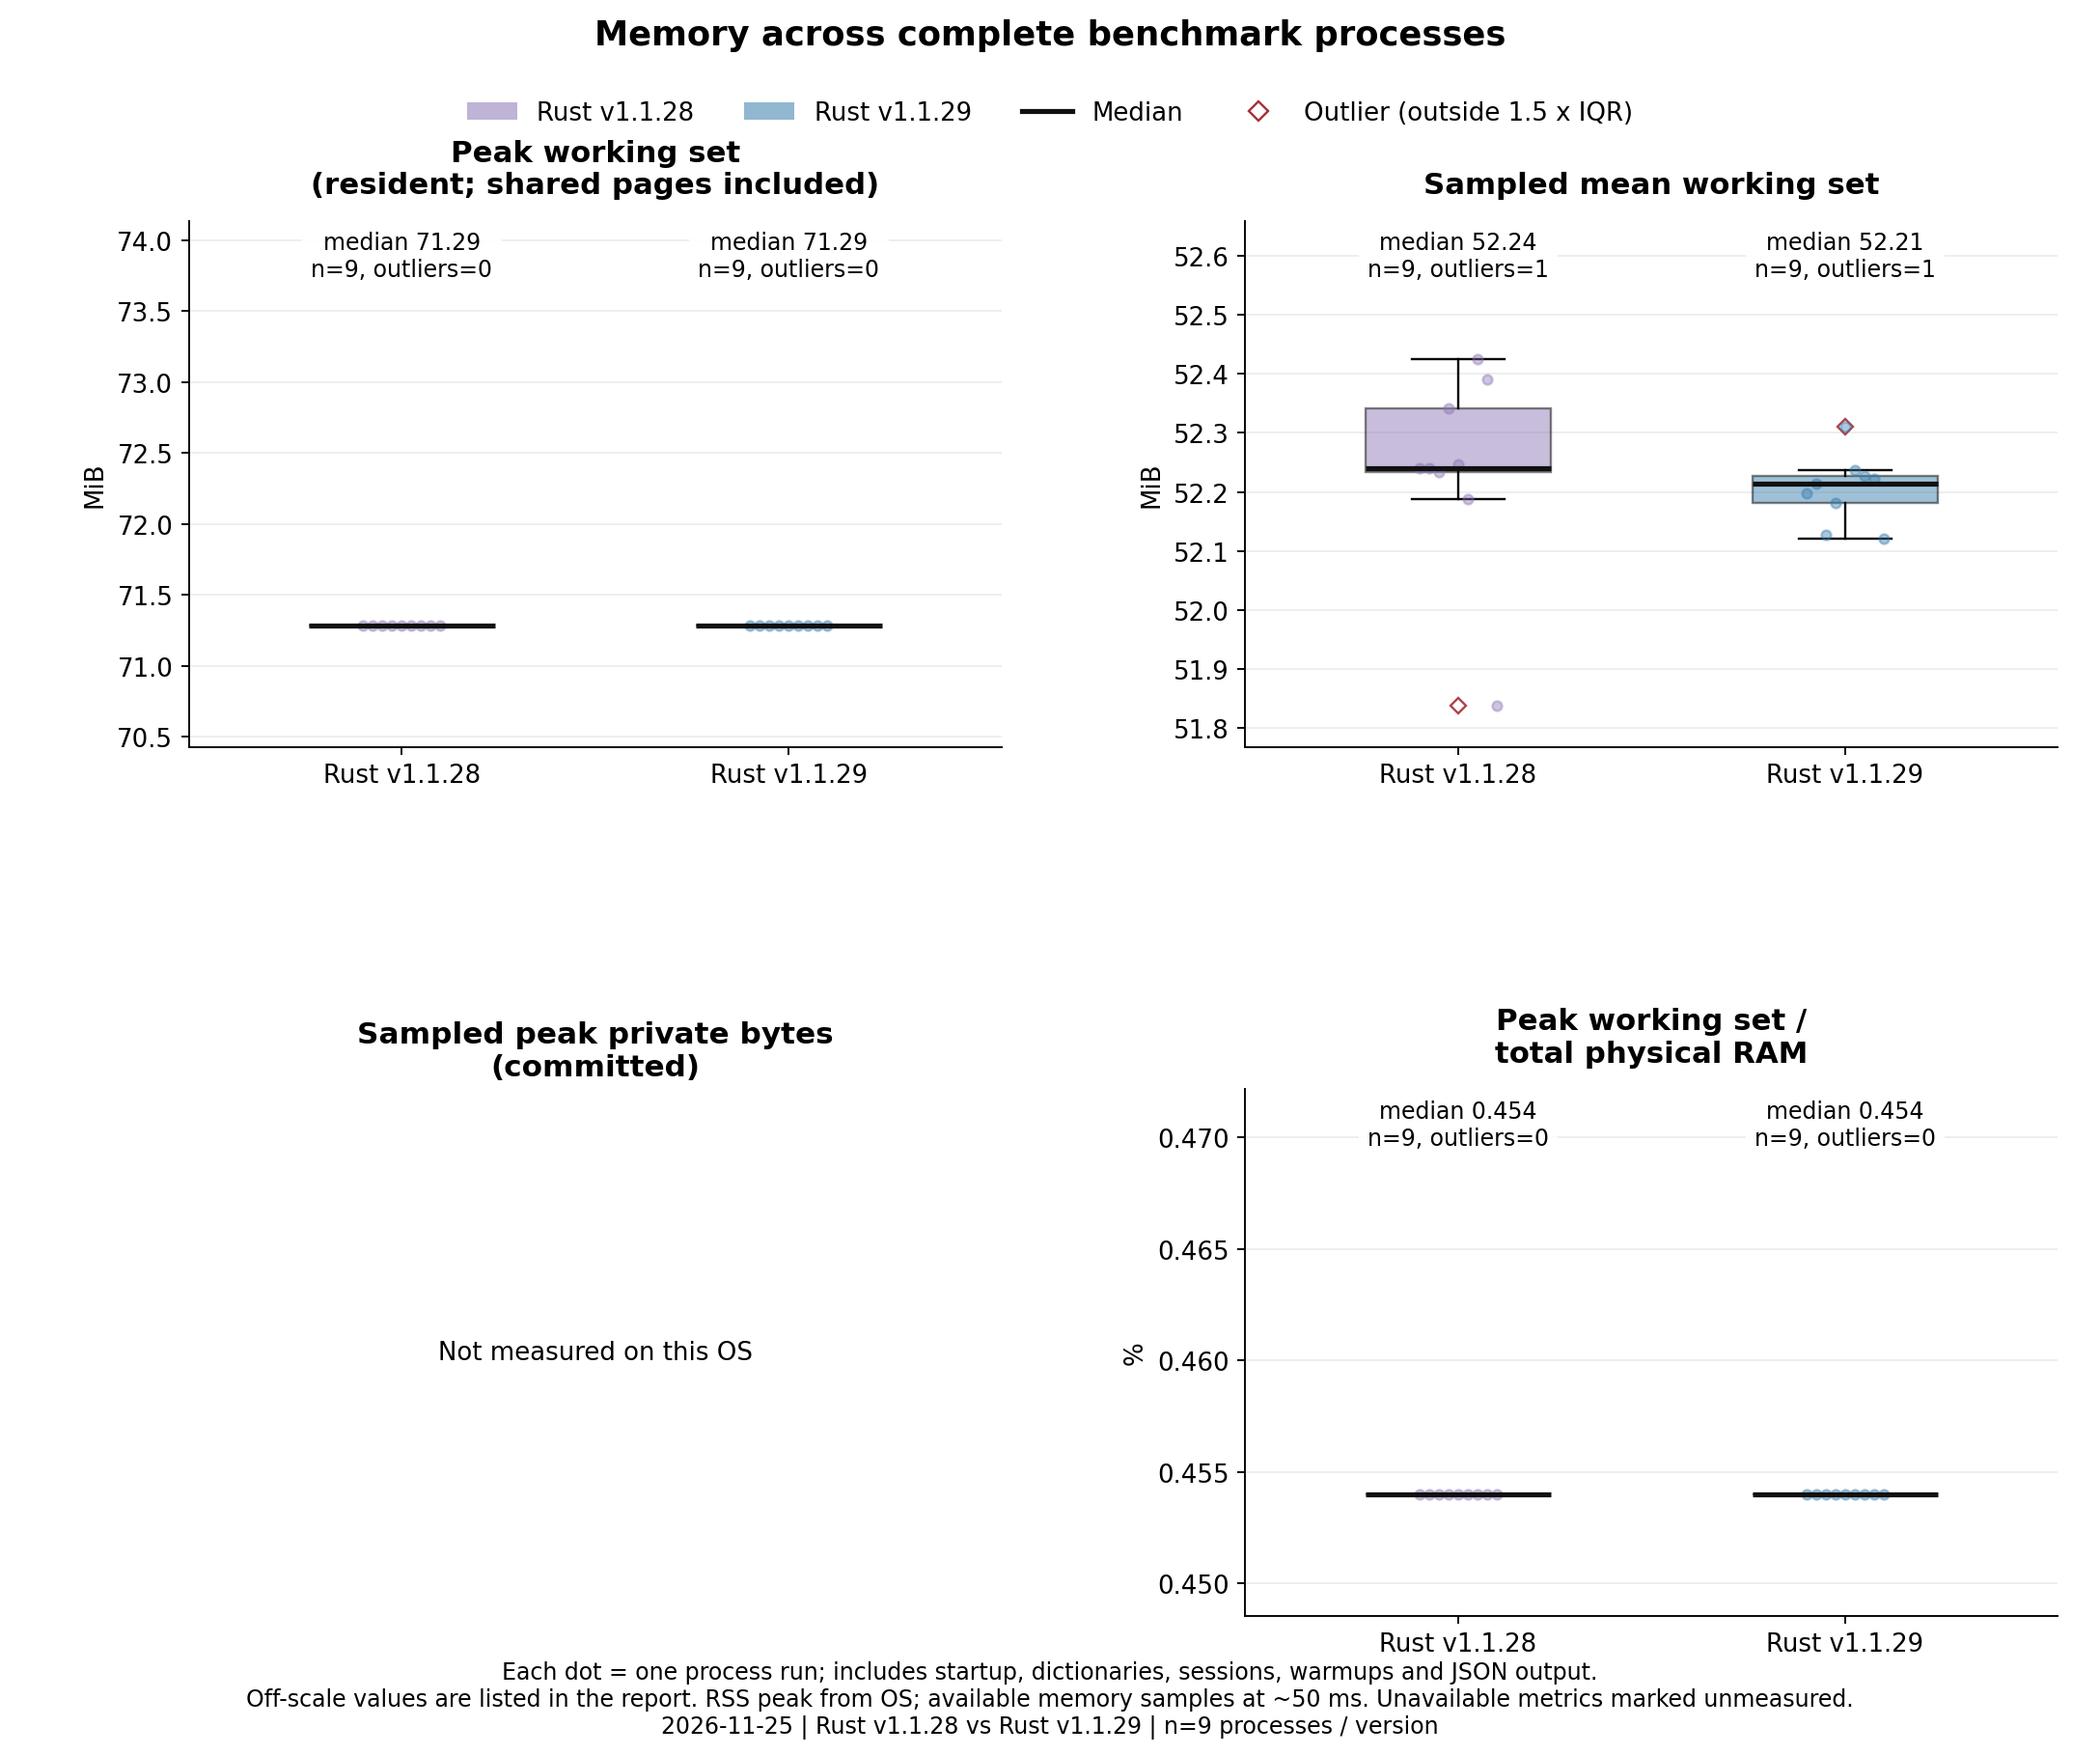 Memory across complete benchmark processes
Rust v1.1.28
Rust v1.1.29
Median
Outlier (outside 1.5 x IQR)
Peak working set
(resident; shared pages included)
MiB
74.0
73.5
73.0
72.5
72.0
71.5
71.0
70.5
median 71.29
n=9, outliers=0
median 71.29
n=9, outliers=0
Rust v1.1.28
Rust v1.1.29
Sampled mean working set
MiB
52.6
52.5
52.4
52.3
52.2
52.1
52.0
51.9
51.8
median 52.24
n=9, outliers=1
median 52.21
n=9, outliers=1
Rust v1.1.28
Rust v1.1.29
Sampled peak private bytes
(committed)
Not measured on this OS
Peak working set /
total physical RAM
%
0.470
0.465
0.460
0.455
0.450
median 0.454
n=9, outliers=0
median 0.454
n=9, outliers=0
Rust v1.1.28
Rust v1.1.29
Each dot = one process run; includes startup, dictionaries, sessions, warmups and JSON output.
Off-scale values are listed in the report. RSS peak from OS; available memory samples at ~50 ms. Unavailable metrics marked unmeasured.
2026-11-25 | Rust v1.1.28 vs Rust v1.1.29 | n=9 processes / version